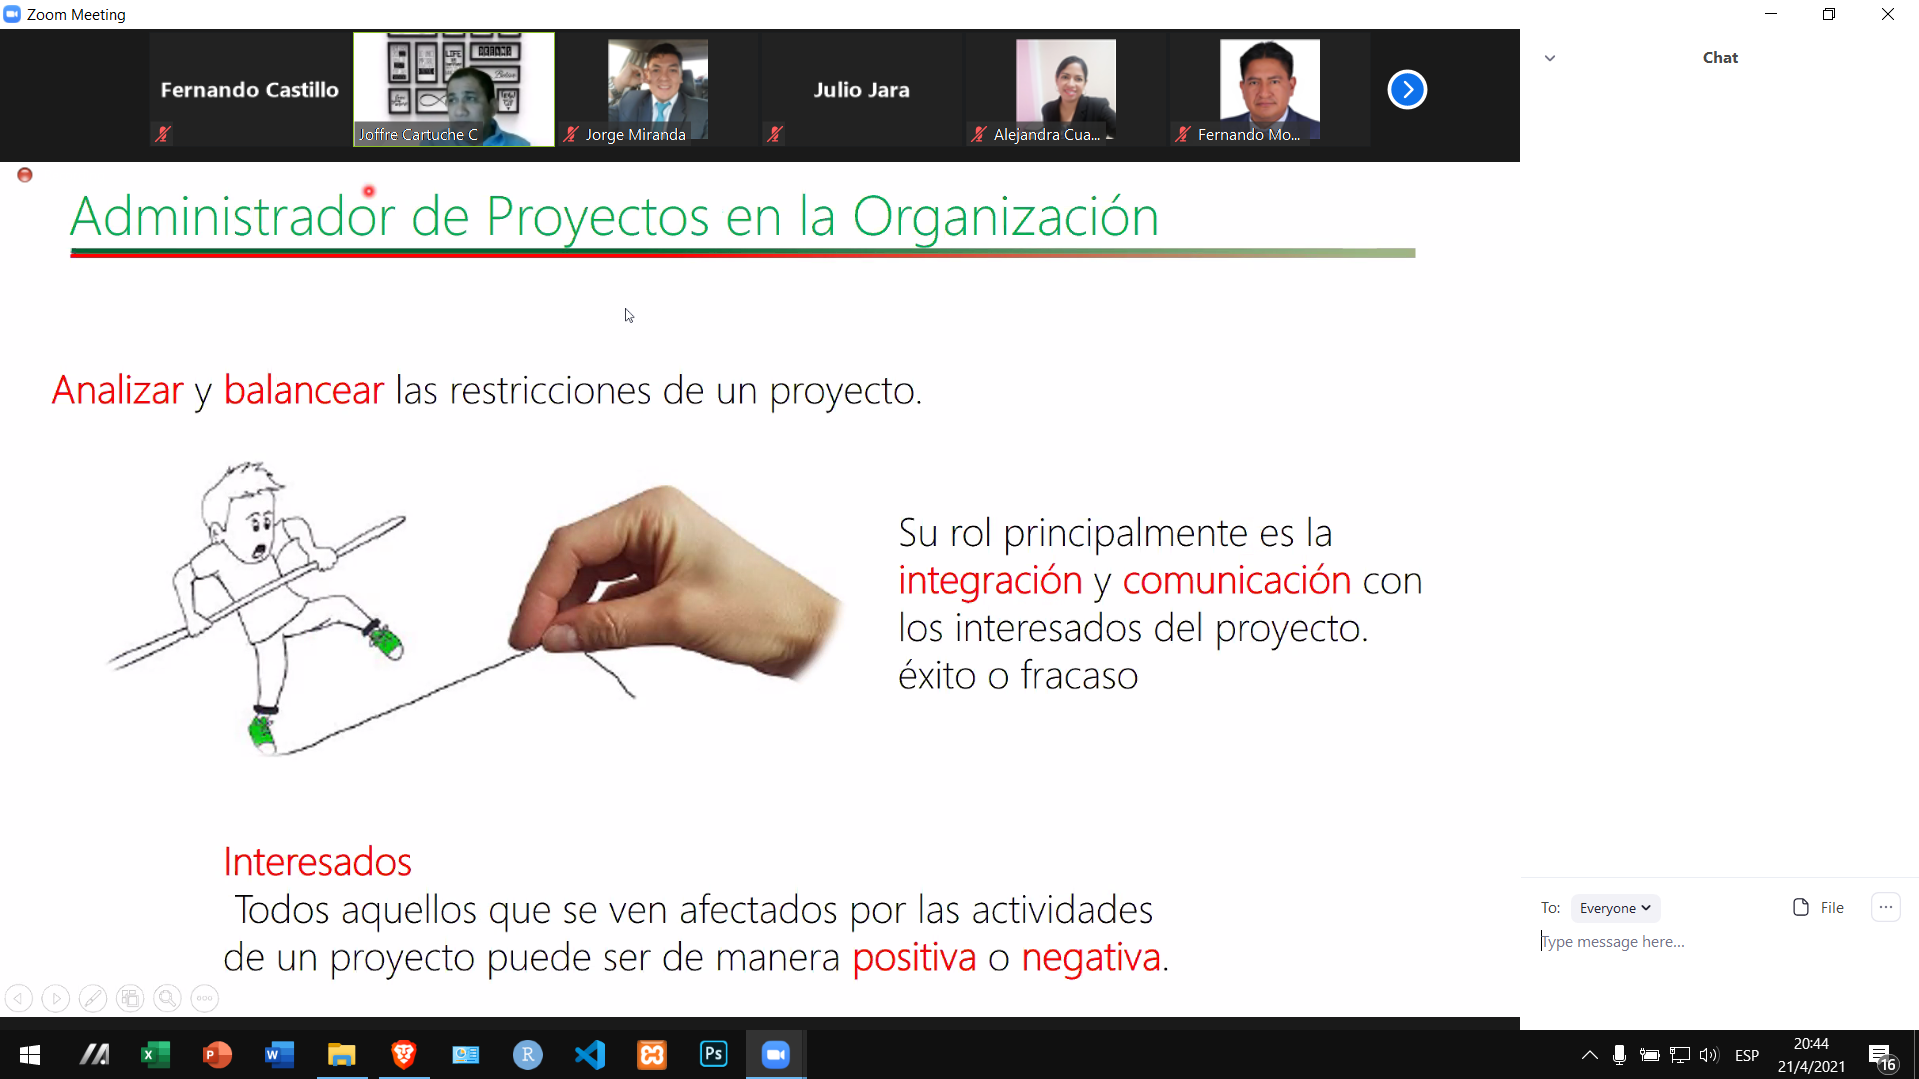 Zoom Meeting
Fernando Castillo
Joffre Cartuche C
Jorge Miranda
Julio Jara
Alejandra Cua...
Fernando Mo...
Chat
Administrador de Proyectos en la Organización
Analizar y balancear las restricciones de un proyecto.
Su rol principalmente es la
integración y comunicación con
los interesados del proyecto.
éxito o fracaso
Interesados
Todos aquellos que se ven afectados por las actividades
de un proyecto puede ser de manera positiva o negativa.
To: Everyone
File
Type message here...
ESP
20:44
21/4/2021
16